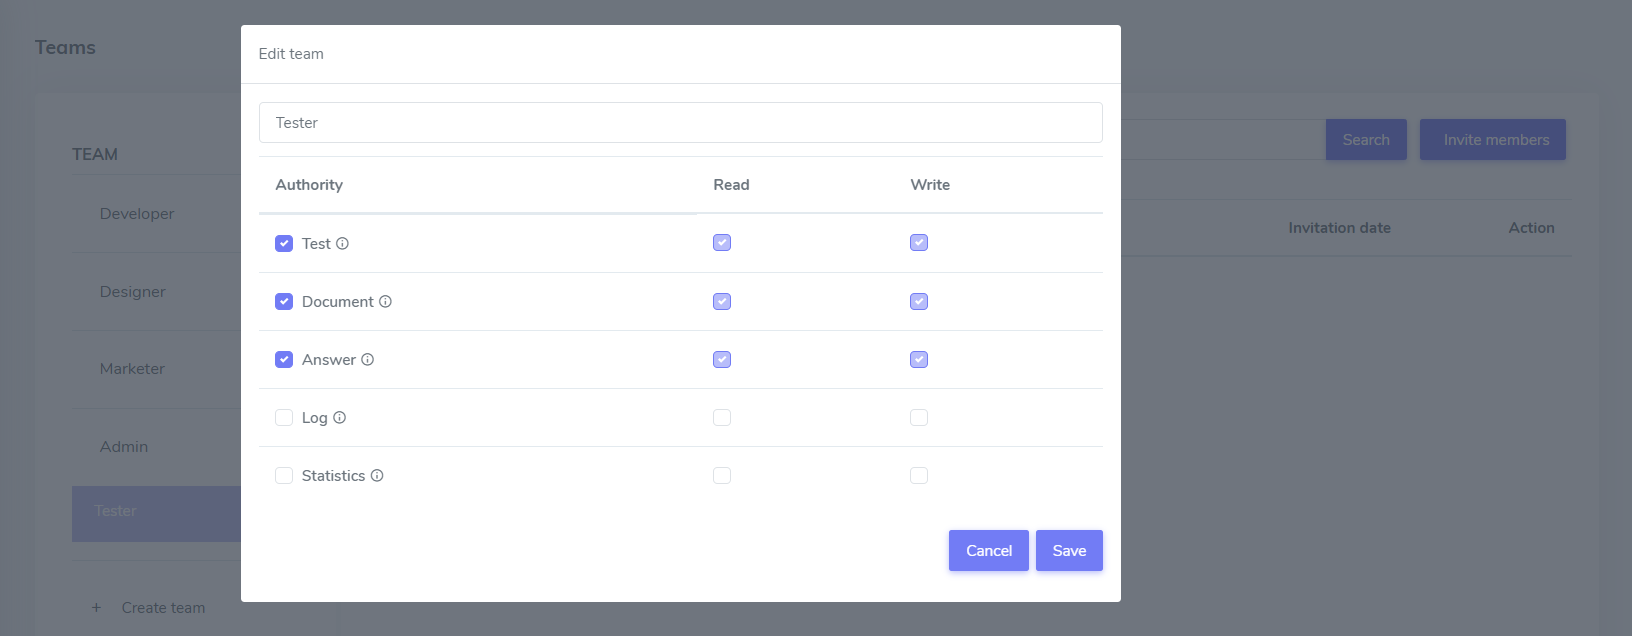 Teams
Edit team
Tester
TEAM
Search
Invite members
Authority Read Write
Developer
Invitation date Action
Test
Designer
Document
Marketer
Answer
Log
Admin
Statistics
Tester
Cancel Save
+ Create team